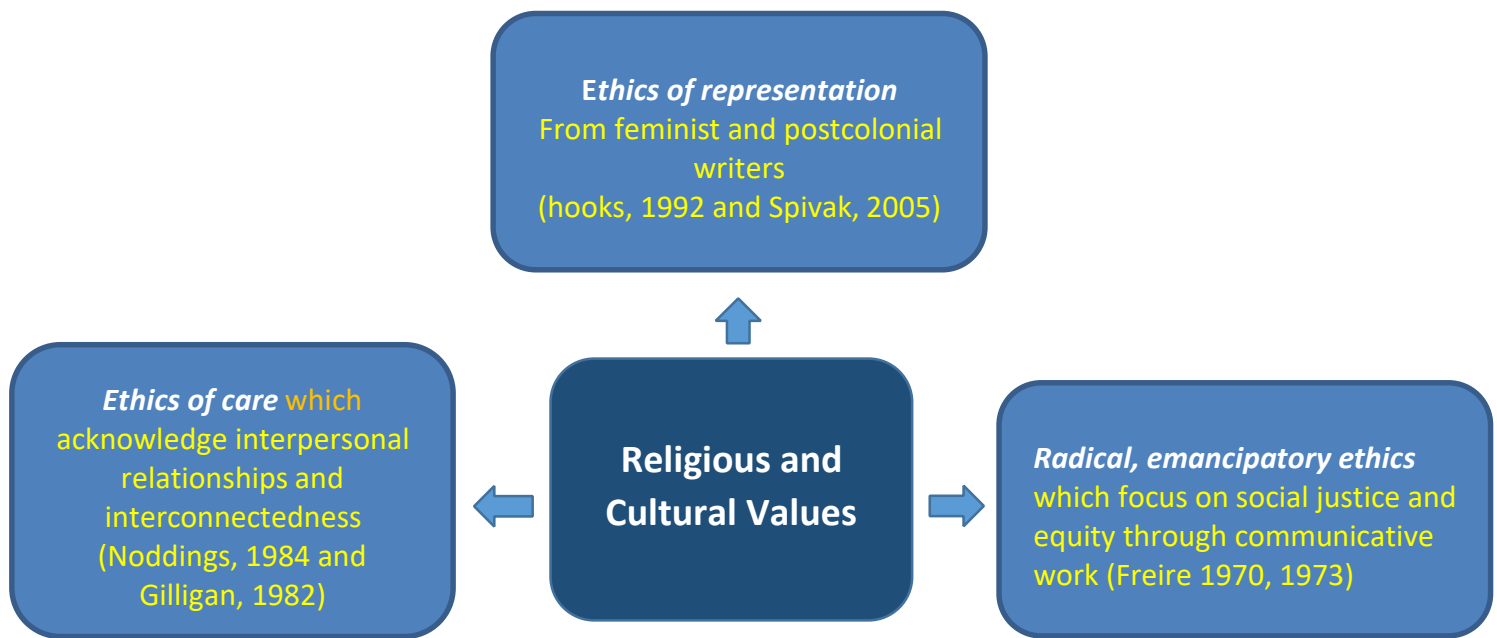 Ethics of representation
From feminist and postcolonial
writers
(hooks, 1992 and Spivak, 2005)
Ethics of care which
acknowledge interpersonal
relationships and
interconnectedness
(Noddings, 1984 and
Gilligan, 1982)
Religious and
Cultural Values
Radical, emancipatory ethics
which focus on social justice and
equity through communicative
work (Freire 1970, 1973)